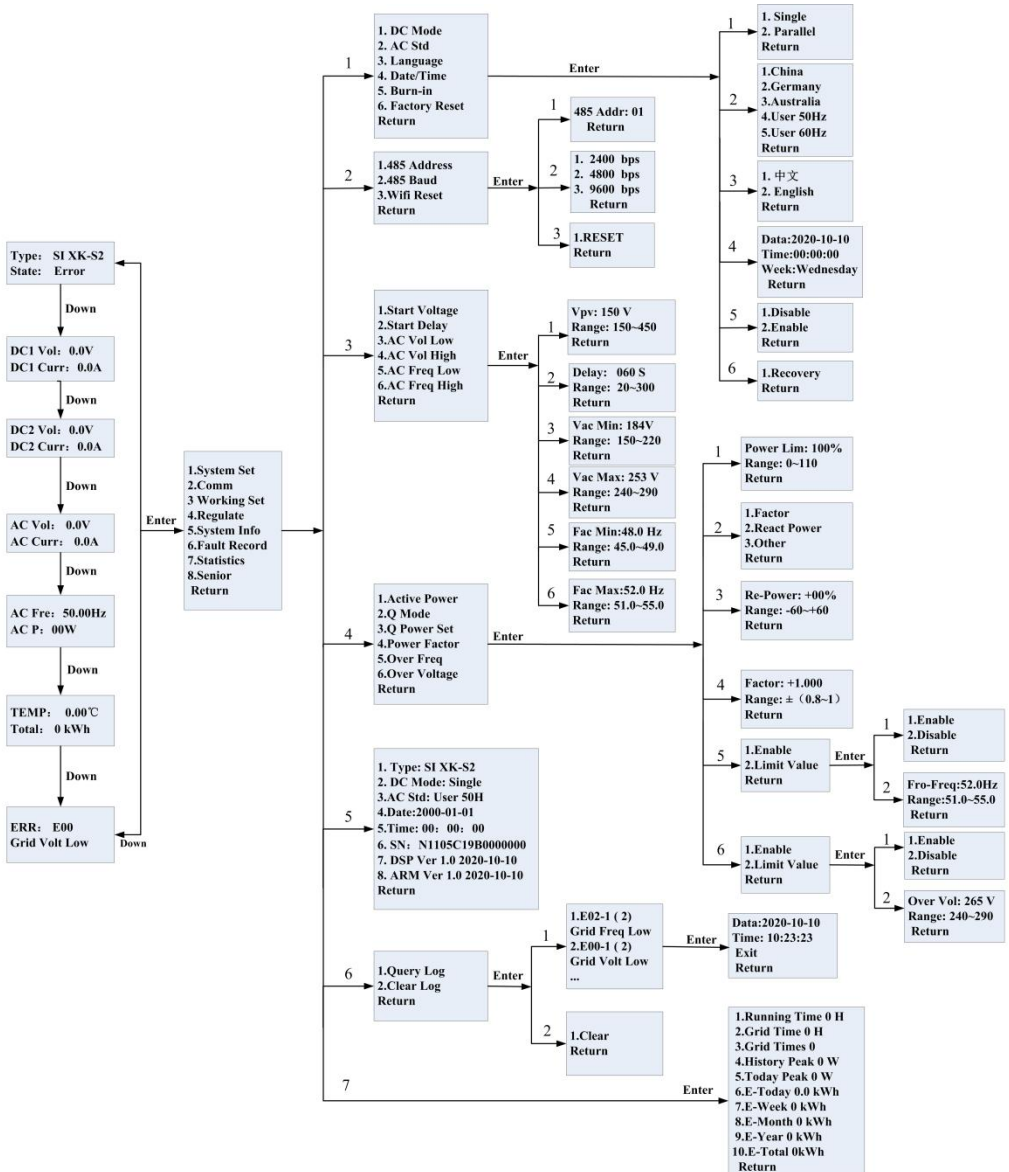 Type： SI XK-S2
State: Error
Down
DC1 Vol: 0.0V
DC1 Curr: 0.0A
Down
DC2 Vol: 0.0V
DC2 Curr: 0.0A
Down
AC Vol: 0.0V
AC Curr: 0.0A
Down
AC Fre: 50.00Hz
AC P: 00W
Down
TEMP： 0.00℃
Total: 0 kWh
Down
ERR： E00
Grid Volt Low
Down
Enter
1.System Set
2.Comm
3 Working Set
4.Regulate
5.System Info
6.Fault Record
7.Statistics
8.Senior
Return
1
1. DC Mode
2. AC Std
3. Language
4. Date/Time
5. Burn-in
6. Factory Reset
Return
Enter
1
1. Single
2. Parallel
Return
2
1.China
2.Germany
3.Australia
4.User 50Hz
5.User 60Hz
Return
3
1. 中文
2. English
Return
4
Data:2020-10-10
Time:00:00:00
Week:Wednesday
Return
5
1.Disable
2.Enable
Return
6
1.Recovery
Return
2
1.485 Address
2.485 Baud
3.Wifi Reset
Return
Enter
1
485 Addr: 01
Return
2
1. 2400 bps
2. 4800 bps
3. 9600 bps
Return
3
1.RESET
Return
3
1.Start Voltage
2.Start Delay
3.AC Vol Low
4.AC Vol High
5.AC Freq Low
6.AC Freq High
Return
Enter
1
Vpv: 150 V
Range: 150~450
Return
2
Delay: 060 S
Range: 20~300
Return
3
Vac Min: 184V
Range: 150~220
Return
4
Vac Max: 253 V
Range: 240~290
Return
5
Fac Min:48.0 Hz
Range: 45.0~49.0
Return
6
Fac Max:52.0 Hz
Range: 51.0~55.0
Return
4
1.Active Power
2.Q Mode
3.Q Power Set
4.Power Factor
5.Over Freq
6.Over Voltage
Return
Enter
1
Power Lim: 100%
Range: 0~110
Return
2
1.Factor
2.React Power
3.Other
Return
3
Re-Power: +00%
Range: -60~+60
Return
4
Factor: +1.000
Range: ±（0.8~1）
Return
5
1.Enable
2.Limit Value
Return
Enter
1
1.Enable
2.Disable
Return
2
Fro-Freq:52.0Hz
Range:51.0~55.0
Return
6
1.Enable
2.Limit Value
Return
Enter
1
1.Enable
2.Disable
Return
2
Over Vol: 265 V
Range: 240~290
Return
5
1. Type: SI XK-S2
2. DC Mode: Single
3.AC Std: User 50H
4.Date:2000-01-01
5.Time: 00：00：00
6. SN: N1105C19B0000000
7. DSP Ver 1.0 2020-10-10
8. ARM Ver 1.0 2020-10-10
Return
6
1.Query Log
2.Clear Log
Return
Enter
1
1.E02-1 ( 2)
Grid Freq Low
2.E00-1 ( 2)
Grid Volt Low
...
Enter
Data:2020-10-10
Time: 10:23:23
Exit
Return
2
1.Clear
Return
7
Enter
1.Running Time 0 H
2.Grid Time 0 H
3.Grid Times 0
4.History Peak 0 W
5.Today Peak 0 W
6.E-Today 0.0 kWh
7.E-Week 0 kWh
8.E-Month 0 kWh
9.E-Year 0 kWh
10.E-Total 0kWh
Return